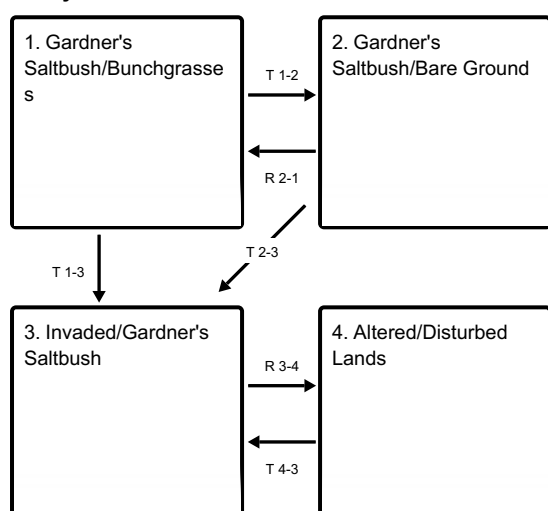 1. Gardner's
Saltbush/Bunchgrasse
s
T 1-2
2. Gardner's
Saltbush/Bare Ground
R 2-1
T 1-3
T 2-3
3. Invaded/Gardner's
Saltbush
R 3-4
4. Altered/Disturbed
Lands
T 4-3